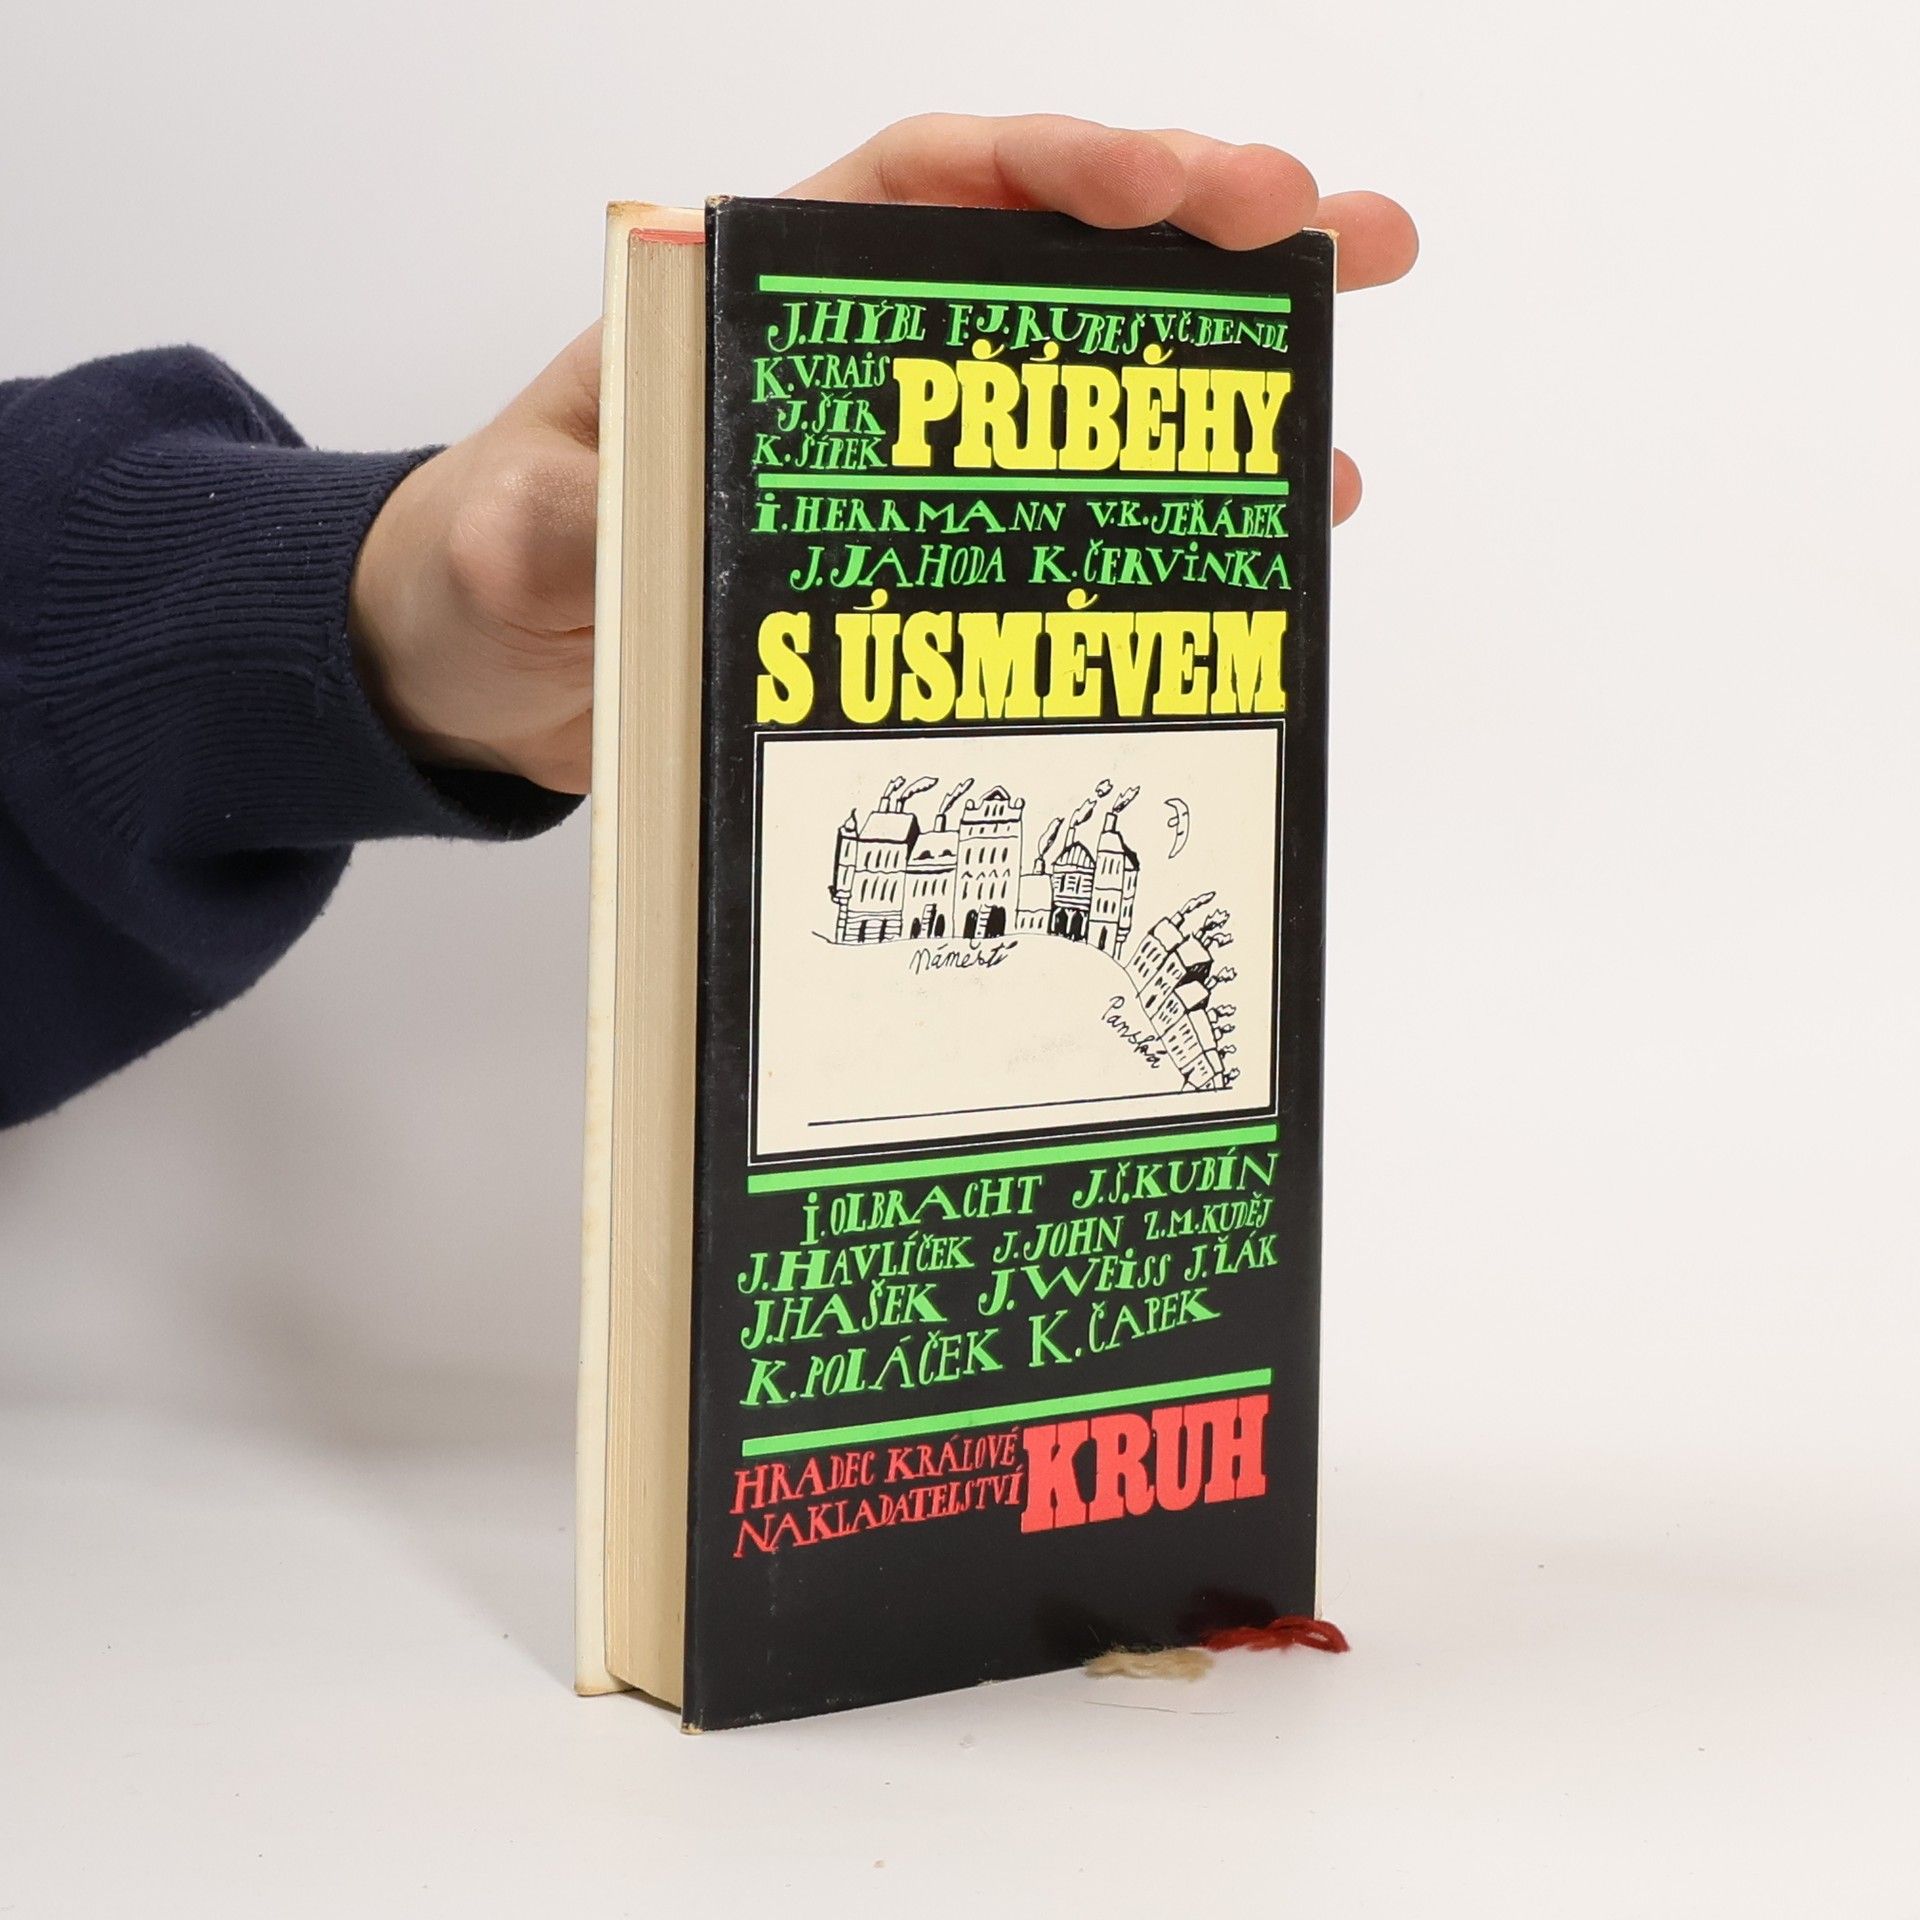 J. HÝBL F. J. RUBEŠ V. Č. BENDL
K. V. RAIS
J. ŠÍR
K. ŠÍPEK
PŘÍBĚHY
I. HERRMANN V. K. JEŘÁBEK
J. JAHODA K. ČERVINKA
S ÚSMĚVEM
Náměstí
Panská
I. OLBRACHT J. Š. KUBÍN
J. HAVLÍČEK J. JOHN Z. M. KUDĚJ
J. HAŠEK J. WEISS J. ŽÁK
K. POLÁČEK K. ČAPEK
HRADEC KRÁLOVÉ
NAKLADATELSTVÍ
KRUH